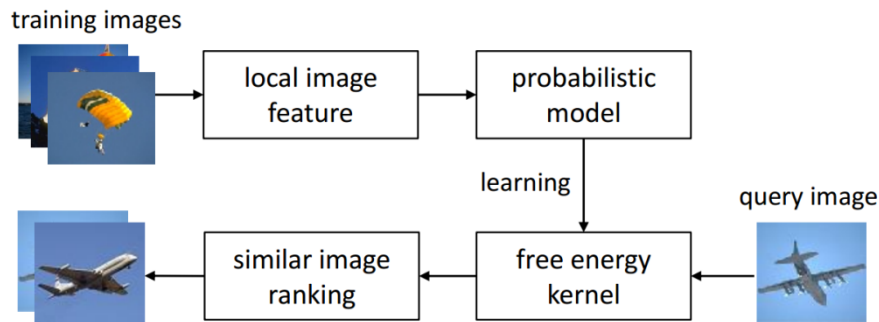 training images
local image
feature
probabilistic
model
learning
query image
similar image
ranking
free energy
kernel